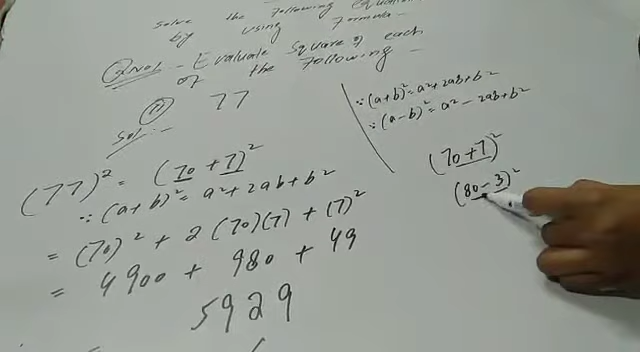 Solve the following Question
by using Formula -
Q.No1 - Evaluate Square of each
of the following -
(ii) 77
Sol:-
(77)² = (70 + 7)²
∵ (a+b)² = a² + 2ab + b²
= (70)² + 2 (70)(7) + (7)²
= 4900 + 980 + 49
5929
∵ (a+b)² = a² + 2ab + b²
∵ (a-b)² = a² - 2ab + b²
(70 + 7)²
(80 - 3)²